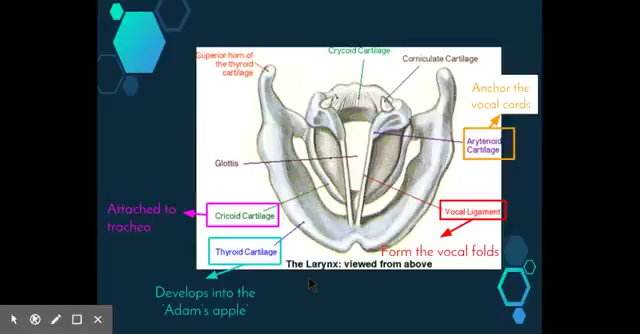 Crycoid Cartilage
Superior horn of
the thyroid
cartilage
Corniculate Cartilage
Anchor the
vocal cords
Arytenoid
Cartilage
Glottis
Attached to
trachea
Cricoid Cartilage
Vocal Ligament
Thyroid Cartilage
Form the vocal folds
The Larynx: viewed from above
Develops into the
'Adam's apple'